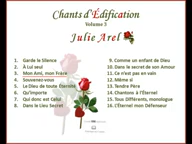 Chants d'Édification
Volume 3
Julie Arel
1. Garde le Silence
2. À Lui seul
3. Mon Ami, mon Frère
4. Souvenez-vous
5. Le Dieu de toute Éternité
6. Qu'importe
7. Qui donc est Celui
8. Dans le Lieu Secret
9. Comme un enfant de Dieu
10. Dans le secret de son Amour
11. Ce n'est pas en vain
12. Même si
13. Tendre Père
14. Chantons à l'Éternel
15. Tous Différents, monologue
16. L'Éternel mon Défenseur